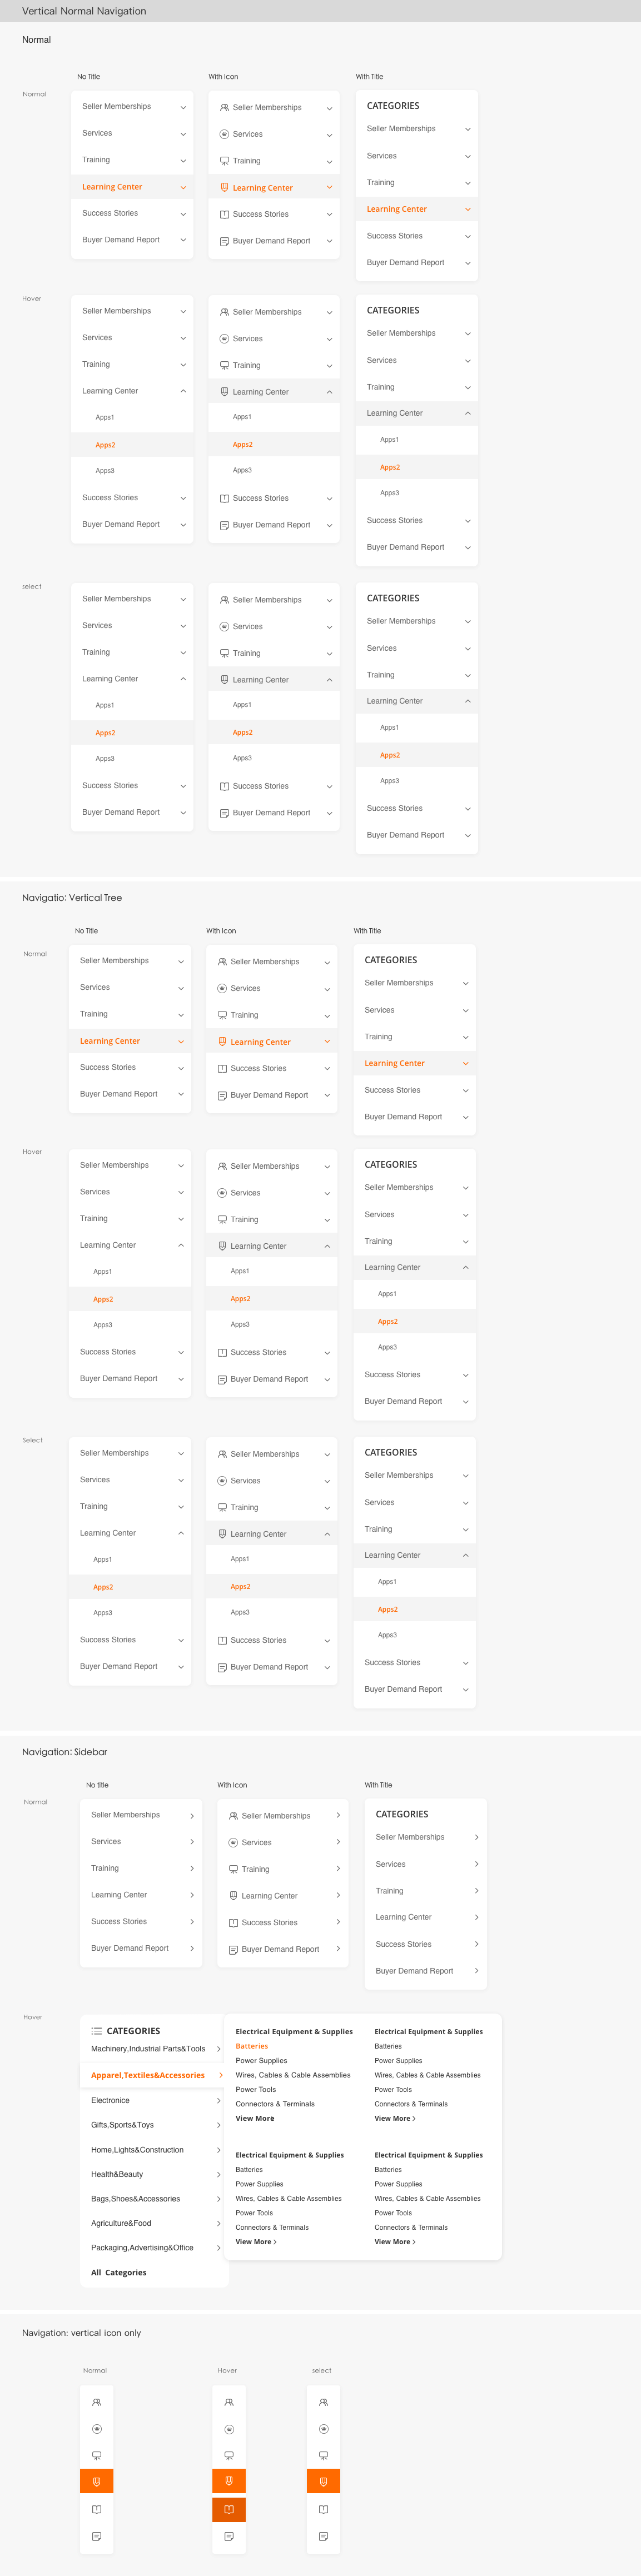 Vertical Normal Navigation
Normal
No Title
With Icon
With Title
Normal
Seller Memberships
Services
Training
Learning Center
Success Stories
Buyer Demand Report
Seller Memberships
Services
Training
Learning Center
Success Stories
Buyer Demand Report
CATEGORIES
Seller Memberships
Services
Training
Learning Center
Success Stories
Buyer Demand Report
Hover
Seller Memberships
Services
Training
Learning Center
Apps1
Apps2
Apps3
Success Stories
Buyer Demand Report
Seller Memberships
Services
Training
Learning Center
Apps1
Apps2
Apps3
Success Stories
Buyer Demand Report
CATEGORIES
Seller Memberships
Services
Training
Learning Center
Apps1
Apps2
Apps3
Success Stories
Buyer Demand Report
select
Seller Memberships
Services
Training
Learning Center
Apps1
Apps2
Apps3
Success Stories
Buyer Demand Report
Seller Memberships
Services
Training
Learning Center
Apps1
Apps2
Apps3
Success Stories
Buyer Demand Report
CATEGORIES
Seller Memberships
Services
Training
Learning Center
Apps1
Apps2
Apps3
Success Stories
Buyer Demand Report
Navigatio: Vertical Tree
No Title
With Icon
With Title
Normal
Seller Memberships
Services
Training
Learning Center
Success Stories
Buyer Demand Report
Seller Memberships
Services
Training
Learning Center
Success Stories
Buyer Demand Report
CATEGORIES
Seller Memberships
Services
Training
Learning Center
Success Stories
Buyer Demand Report
Hover
Seller Memberships
Services
Training
Learning Center
Apps1
Apps2
Apps3
Success Stories
Buyer Demand Report
Seller Memberships
Services
Training
Learning Center
Apps1
Apps2
Apps3
Success Stories
Buyer Demand Report
CATEGORIES
Seller Memberships
Services
Training
Learning Center
Apps1
Apps2
Apps3
Success Stories
Buyer Demand Report
Select
Seller Memberships
Services
Training
Learning Center
Apps1
Apps2
Apps3
Success Stories
Buyer Demand Report
Seller Memberships
Services
Training
Learning Center
Apps1
Apps2
Apps3
Success Stories
Buyer Demand Report
CATEGORIES
Seller Memberships
Services
Training
Learning Center
Apps1
Apps2
Apps3
Success Stories
Buyer Demand Report
Navigation: Sidebar
No title
With Icon
With Title
Normal
Seller Memberships
Services
Training
Learning Center
Success Stories
Buyer Demand Report
Seller Memberships
Services
Training
Learning Center
Success Stories
Buyer Demand Report
CATEGORIES
Seller Memberships
Services
Training
Learning Center
Success Stories
Buyer Demand Report
Hover
CATEGORIES
Machinery,Industrial Parts&Tools
Apparel,Textiles&Accessories
Electronice
Gifts,Sports&Toys
Home,Lights&Construction
Health&Beauty
Bags,Shoes&Accessories
Agriculture&Food
Packaging,Advertising&Office
All Categories
Electrical Equipment & Supplies
Batteries
Power Supplies
Wires, Cables & Cable Assemblies
Power Tools
Connectors & Terminals
View More
Electrical Equipment & Supplies
Batteries
Power Supplies
Wires, Cables & Cable Assemblies
Power Tools
Connectors & Terminals
View More
Electrical Equipment & Supplies
Batteries
Power Supplies
Wires, Cables & Cable Assemblies
Power Tools
Connectors & Terminals
View More
Electrical Equipment & Supplies
Batteries
Power Supplies
Wires, Cables & Cable Assemblies
Power Tools
Connectors & Terminals
View More
Navigation: vertical icon only
Normal
Hover
select